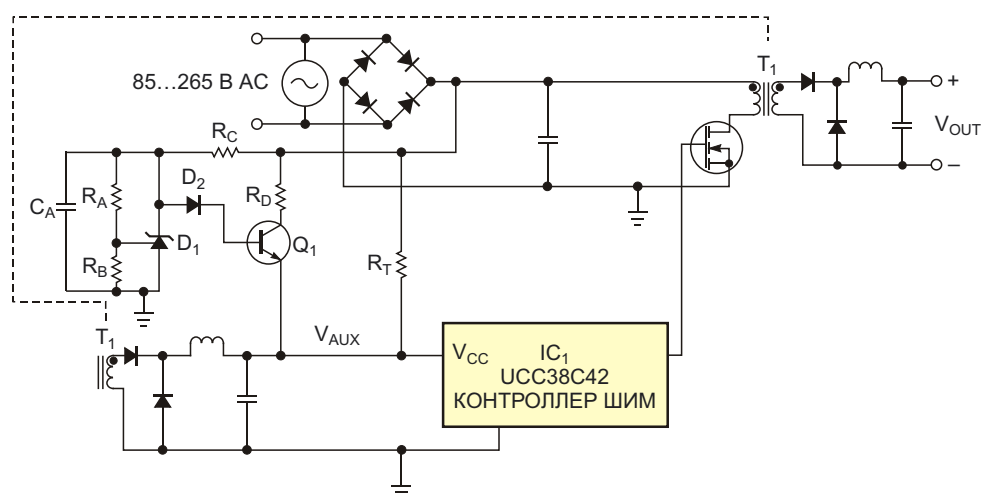 85...265 В AC
T1
+
VOUT
–
RC
D2
RA
CA
RD
D1
Q1
RB
RT
T1
VAUX
VCC
IC1
UCC38C42
КОНТРОЛЛЕР ШИМ